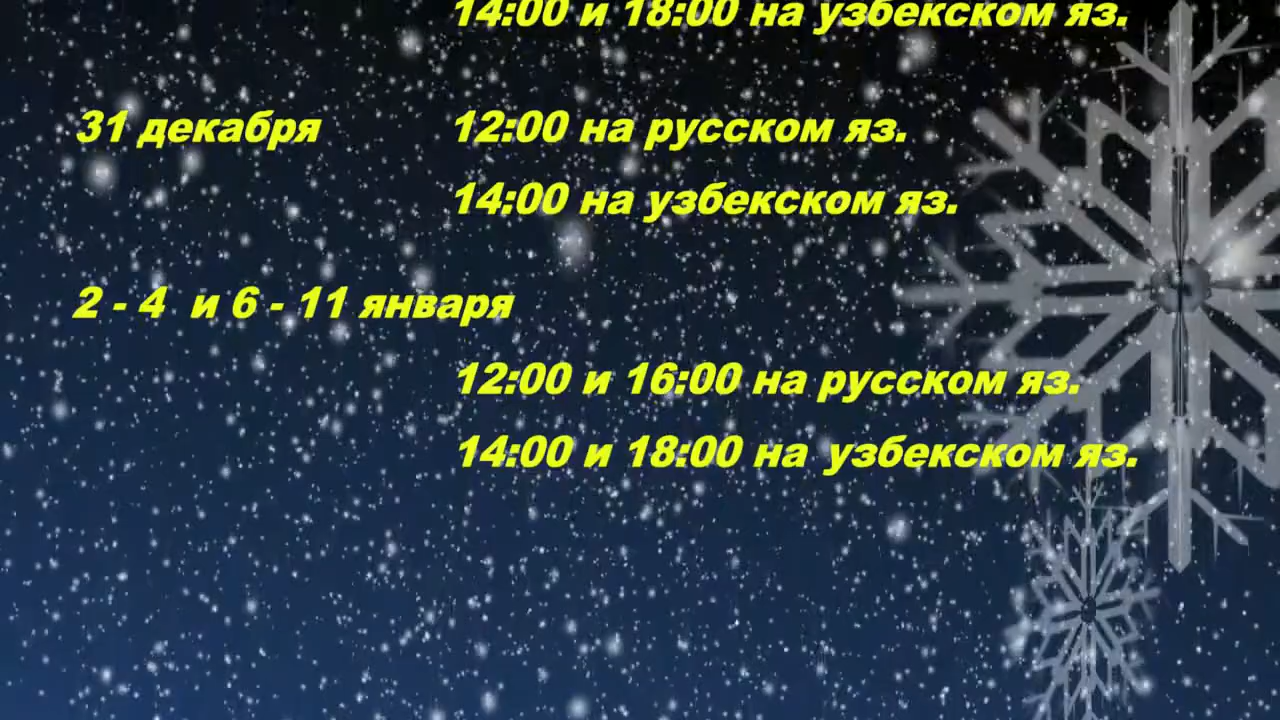 14:00 и 18:00 на узбекском яз.
31 декабря 12:00 на русском яз.
14:00 на узбекском яз.
2 - 4 и 6 - 11 января
12:00 и 16:00 на русском яз.
14:00 и 18:00 на узбекском яз.